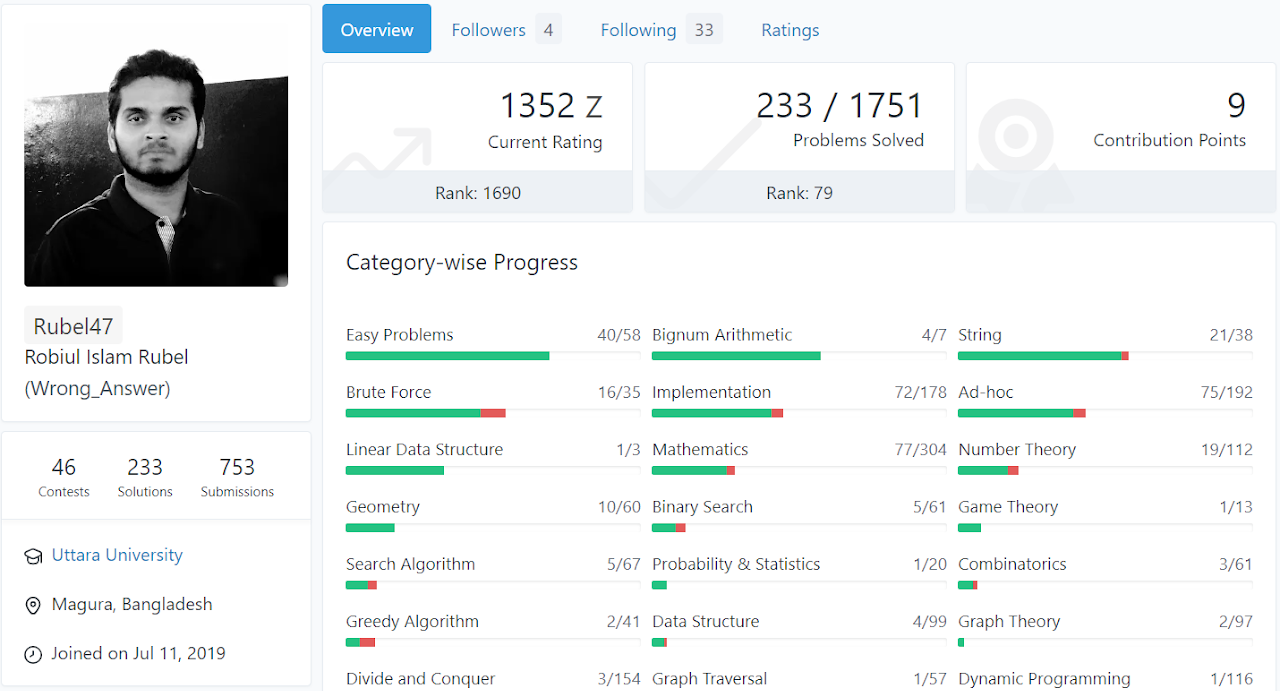 Overview Followers 4 Following 33 Ratings
1352 Z
Current Rating
Rank: 1690
233 / 1751
Problems Solved
Rank: 79
9
Contribution Points
Rubel47
Robiul Islam Rubel
(Wrong_Answer)
46 233 753
Contests Solutions Submissions
Uttara University
Magura, Bangladesh
Joined on Jul 11, 2019
Category-wise Progress
Easy Problems 40/58 Bignum Arithmetic 4/7 String 21/38
Brute Force 16/35 Implementation 72/178 Ad-hoc 75/192
Linear Data Structure 1/3 Mathematics 77/304 Number Theory 19/112
Geometry 10/60 Binary Search 5/61 Game Theory 1/13
Search Algorithm 5/67 Probability & Statistics 1/20 Combinatorics 3/61
Greedy Algorithm 2/41 Data Structure 4/99 Graph Theory 2/97
Divide and Conquer 3/154 Graph Traversal 1/57 Dynamic Programming 1/116